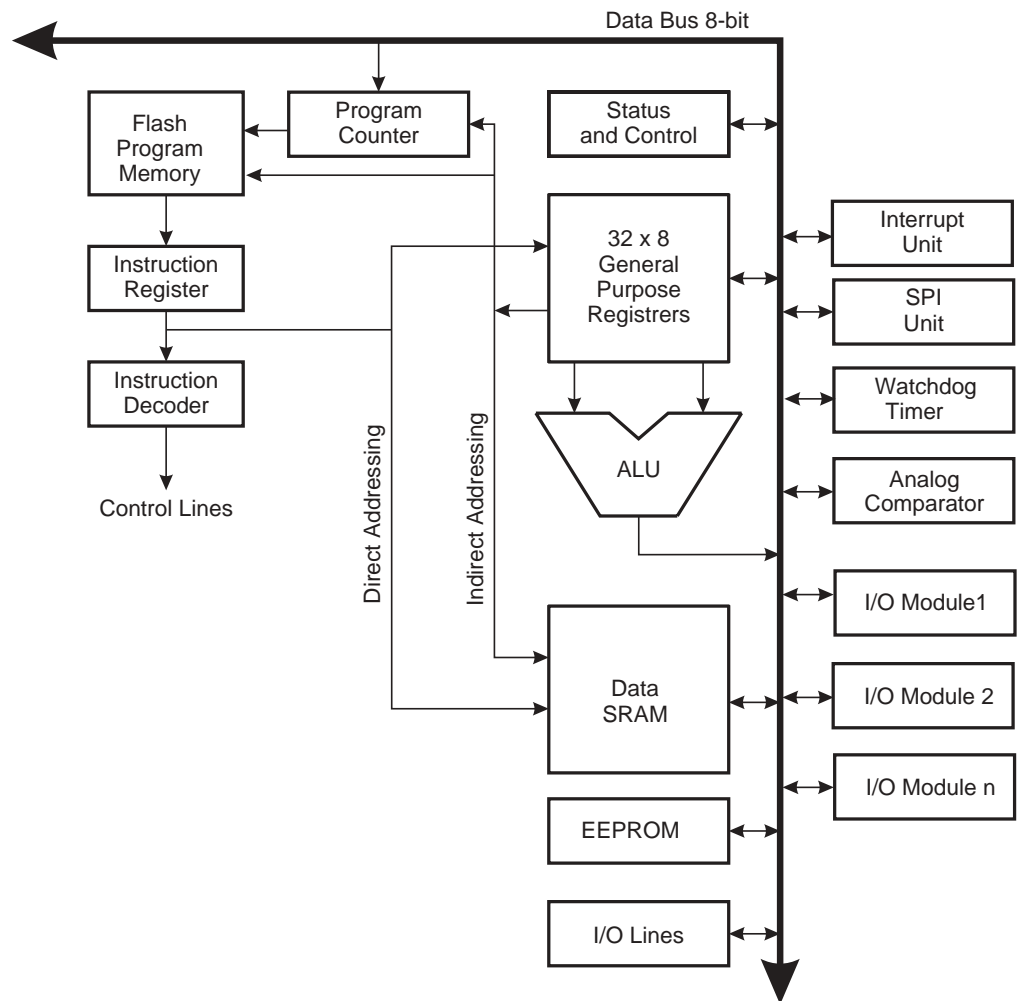 Data Bus 8-bit
Flash
Program
Memory
Program
Counter
Status
and Control
32 x 8
General
Purpose
Registrers
Interrupt
Unit
Instruction
Register
SPI
Unit
Instruction
Decoder
Watchdog
Timer
Control Lines
Direct Addressing
Indirect Addressing
ALU
Analog
Comparator
I/O Module1
Data
SRAM
I/O Module 2
I/O Module n
EEPROM
I/O Lines